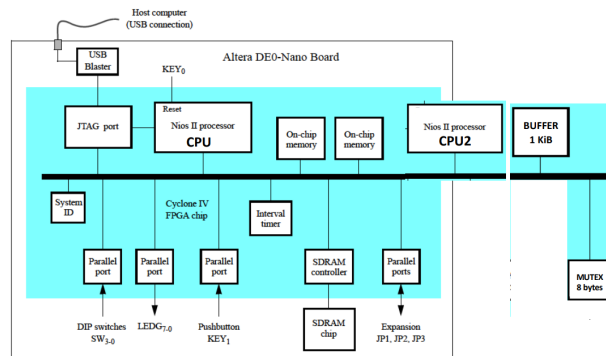 Host computer
(USB connection)
Altera DE0-Nano Board
USB
Blaster
KEY0
Reset
JTAG port
Nios II processor
CPU
On-chip
memory
On-chip
memory
Nios II processor
CPU2
BUFFER
1 KiB
System
ID
Cyclone IV
FPGA chip
Interval
timer
Parallel
port
Parallel
port
Parallel
port
SDRAM
controller
Parallel
ports
MUTEX
8 bytes
DIP switches
SW3-0
LEDG7-0
Pushbutton
KEY1
SDRAM
chip
Expansion
JP1, JP2, JP3